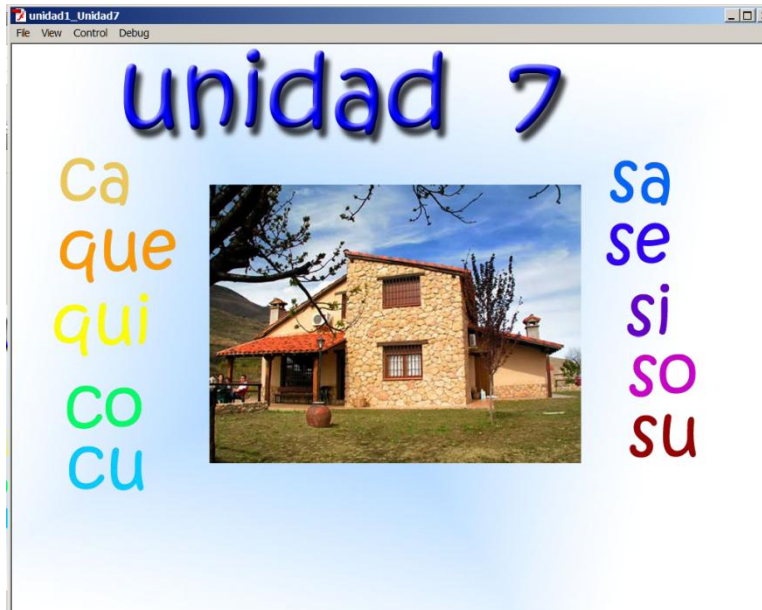 unidad1_Unidad7
File View Control Debug
unidad 7
ca
que
qui
co
cu
sa
se
si
so
su